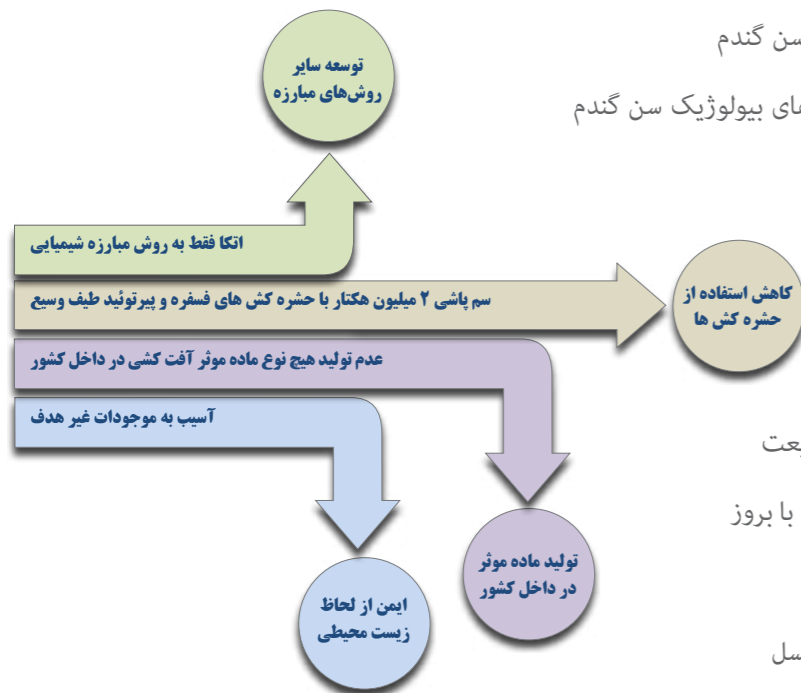 سن گندم
توسعه سایر
روش‌های مبارزه
بیولوژیک سن گندم
اتکا فقط به روش مبارزه شیمیایی
سم پاشی ۲ میلیون هکتار با حشره کش های فسفره و پیرتوئید طیف وسیع
کاهش استفاده از
حشره کش ها
عدم تولید هیچ نوع ماده موثر آفت کشی در داخل کشور
آسیب به موجودات غیر هدف
با بروز
تولید ماده موثر
در داخل کشور
ایمن از لحاظ
زیست محیطی